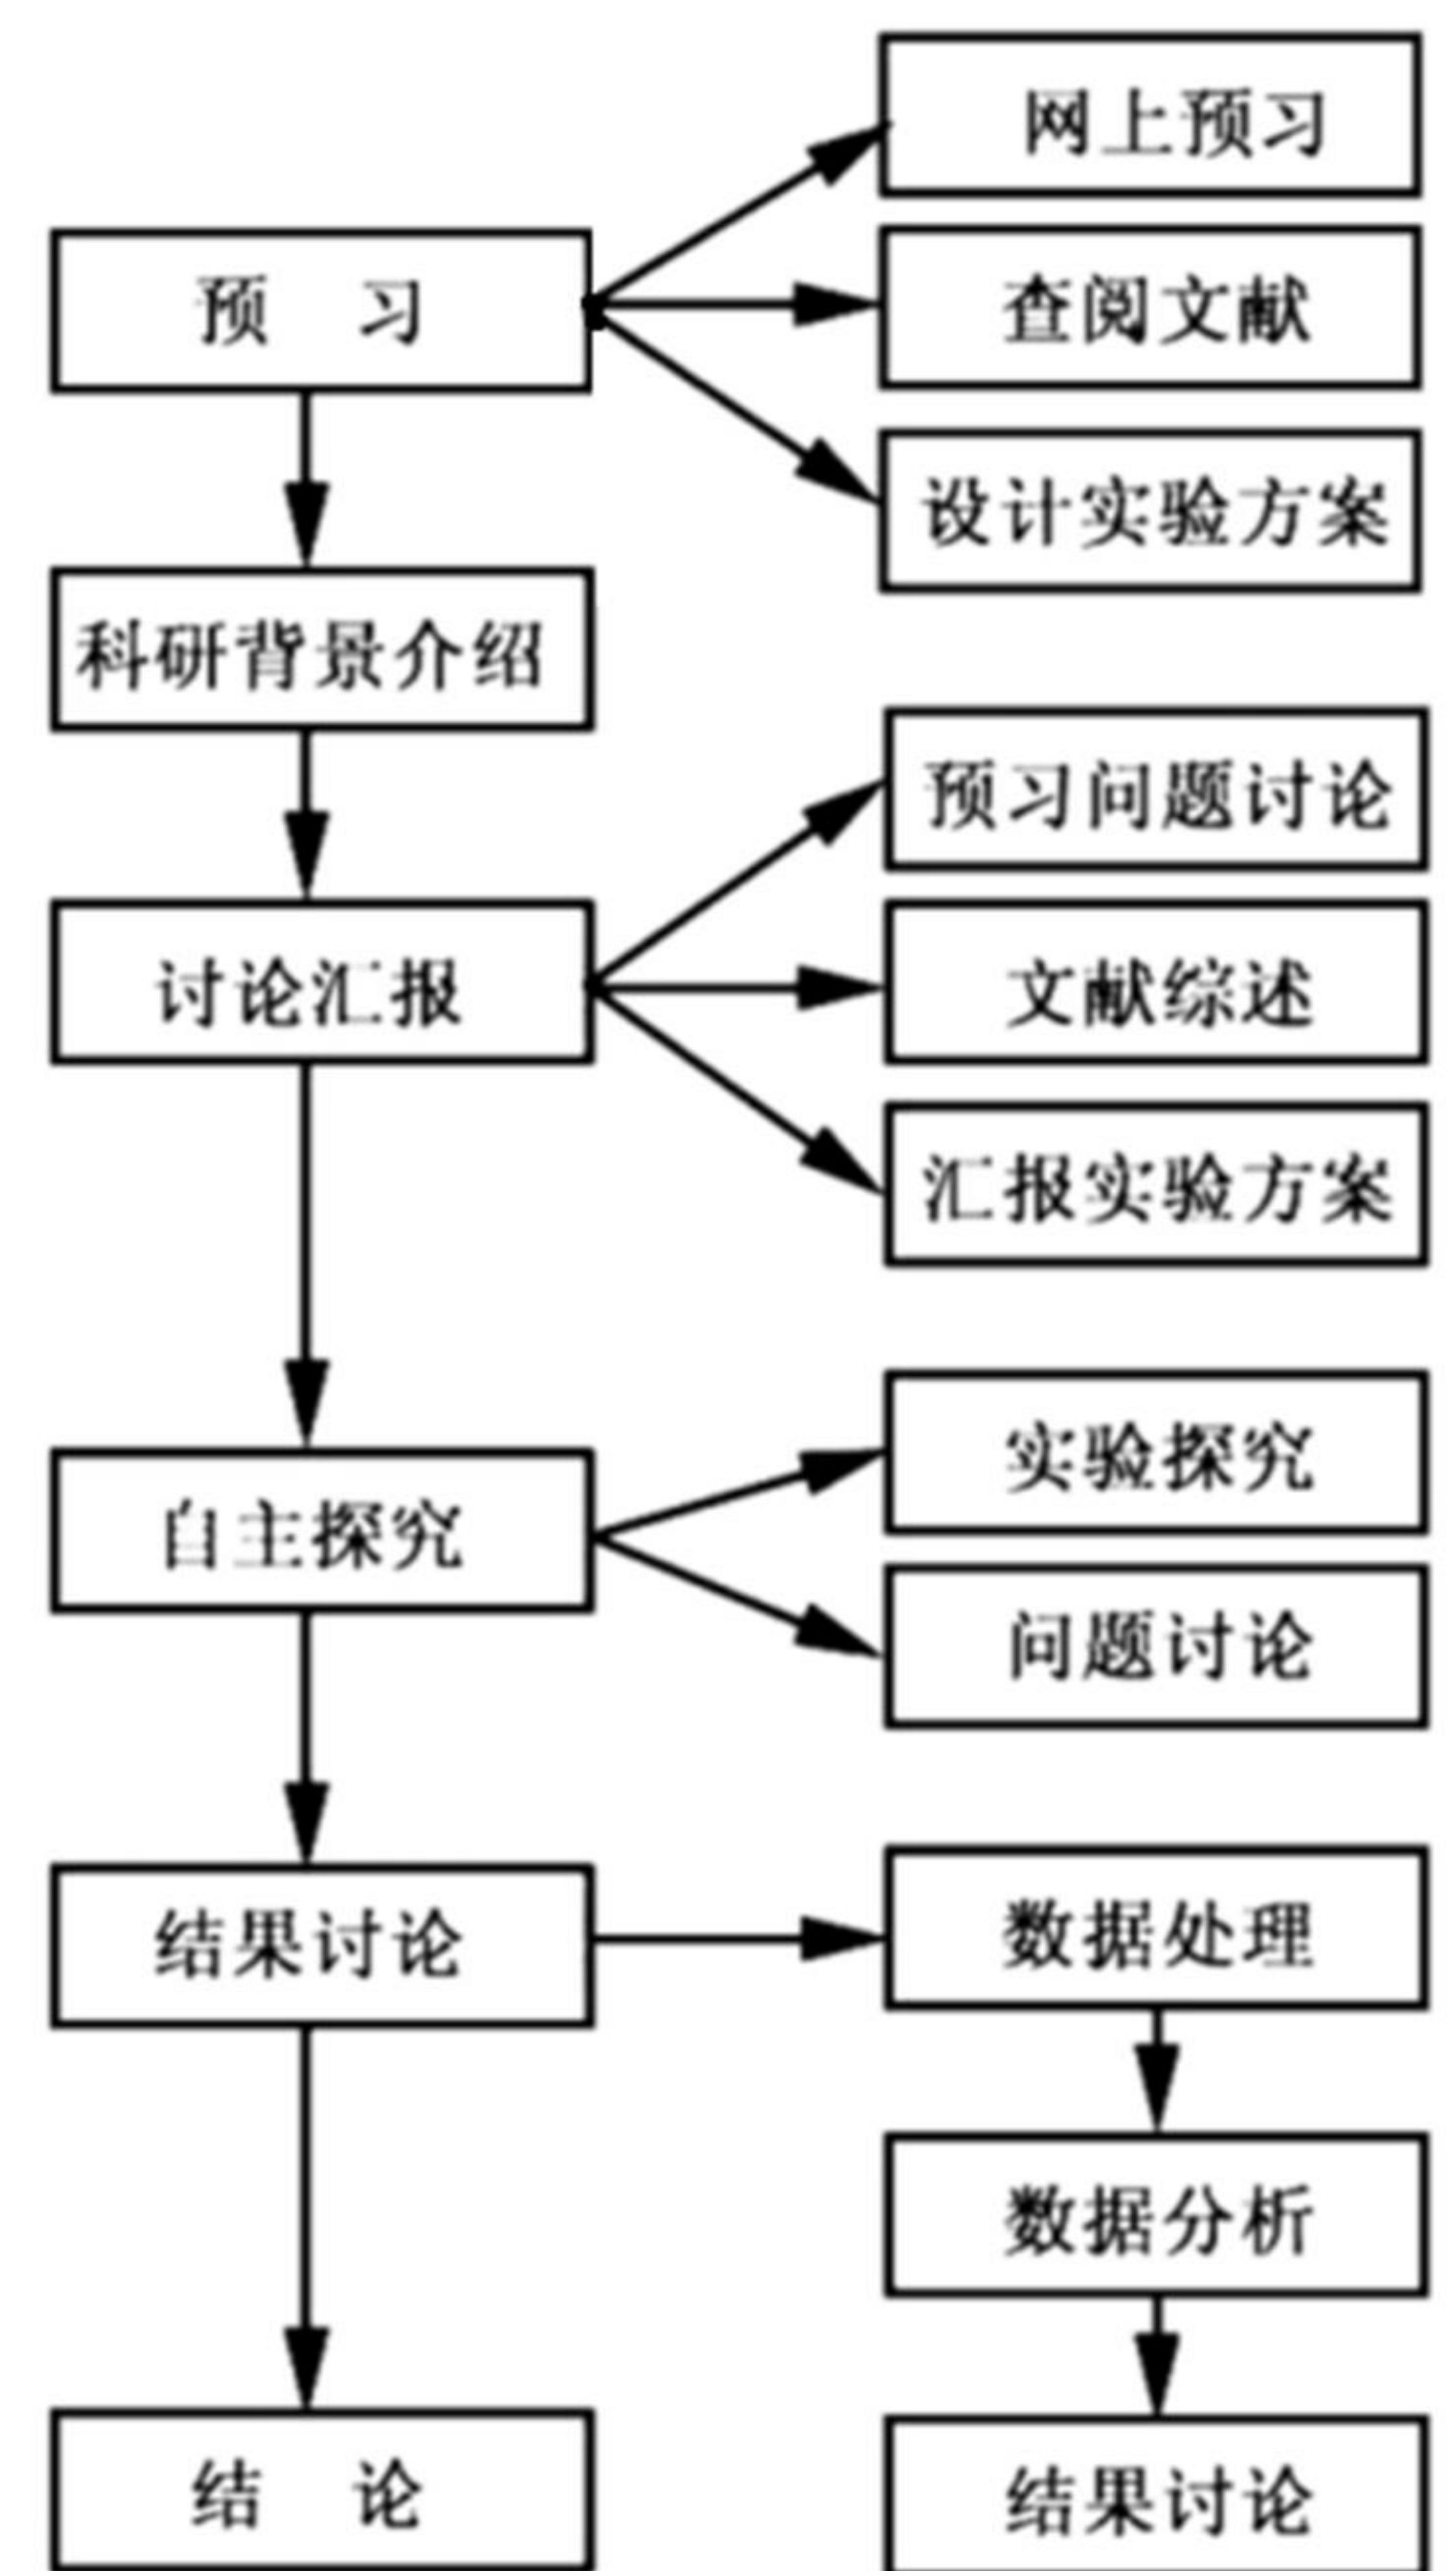 网上预习
预 习
查阅文献
设计实验方案
科研背景介绍
预习问题讨论
讨论汇报
文献综述
汇报实验方案
实验探究
自主探究
问题讨论
结果讨论
数据处理
数据分析
结 论
结果讨论